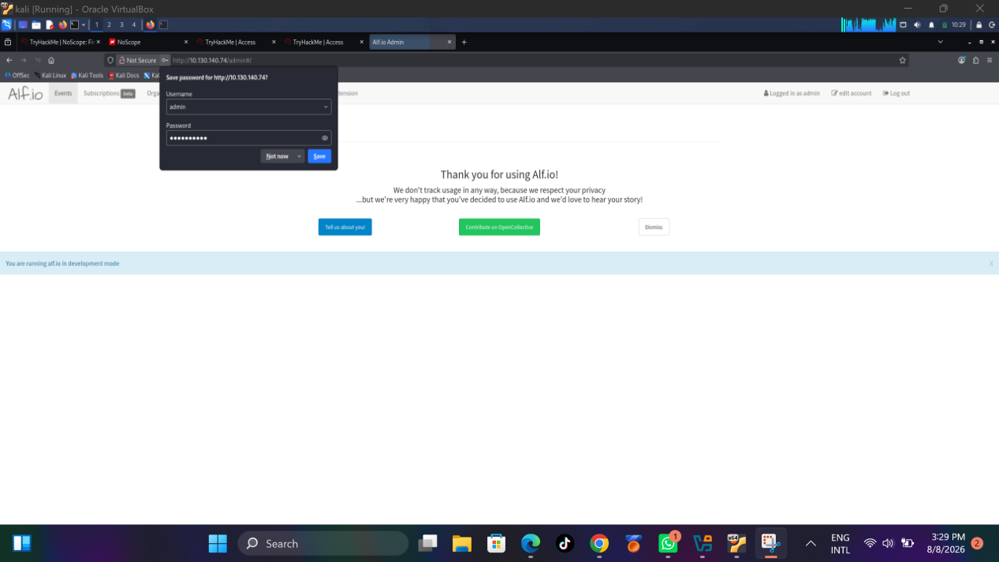 kali [Running] - Oracle VirtualBox
1 2 3 4 10:29
TryHackMe | NoScope: Fi × NoScope × TryHackMe | Access × TryHackMe | Access × Alf.io Admin × +
Not Secure http://10.130.140.74/admin#/
OffSec Kali Linux Kali Tools Kali Docs Kal
Save password for http://10.130.140.74?
Username
admin
Password
Not now Save
Alf.io Events Subscriptions beta Orga tension Logged in as admin edit account Log out
Thank you for using Alf.io!
We don't track usage in any way, because we respect your privacy
...but we're very happy that you've decided to use Alf.io and we'd love to hear your story!
Tell us about you! Contribute on OpenCollective Dismiss
You are running alf.io in development mode X
Search
1
x64
ENG
INTL
3:29 PM
8/8/2026
2